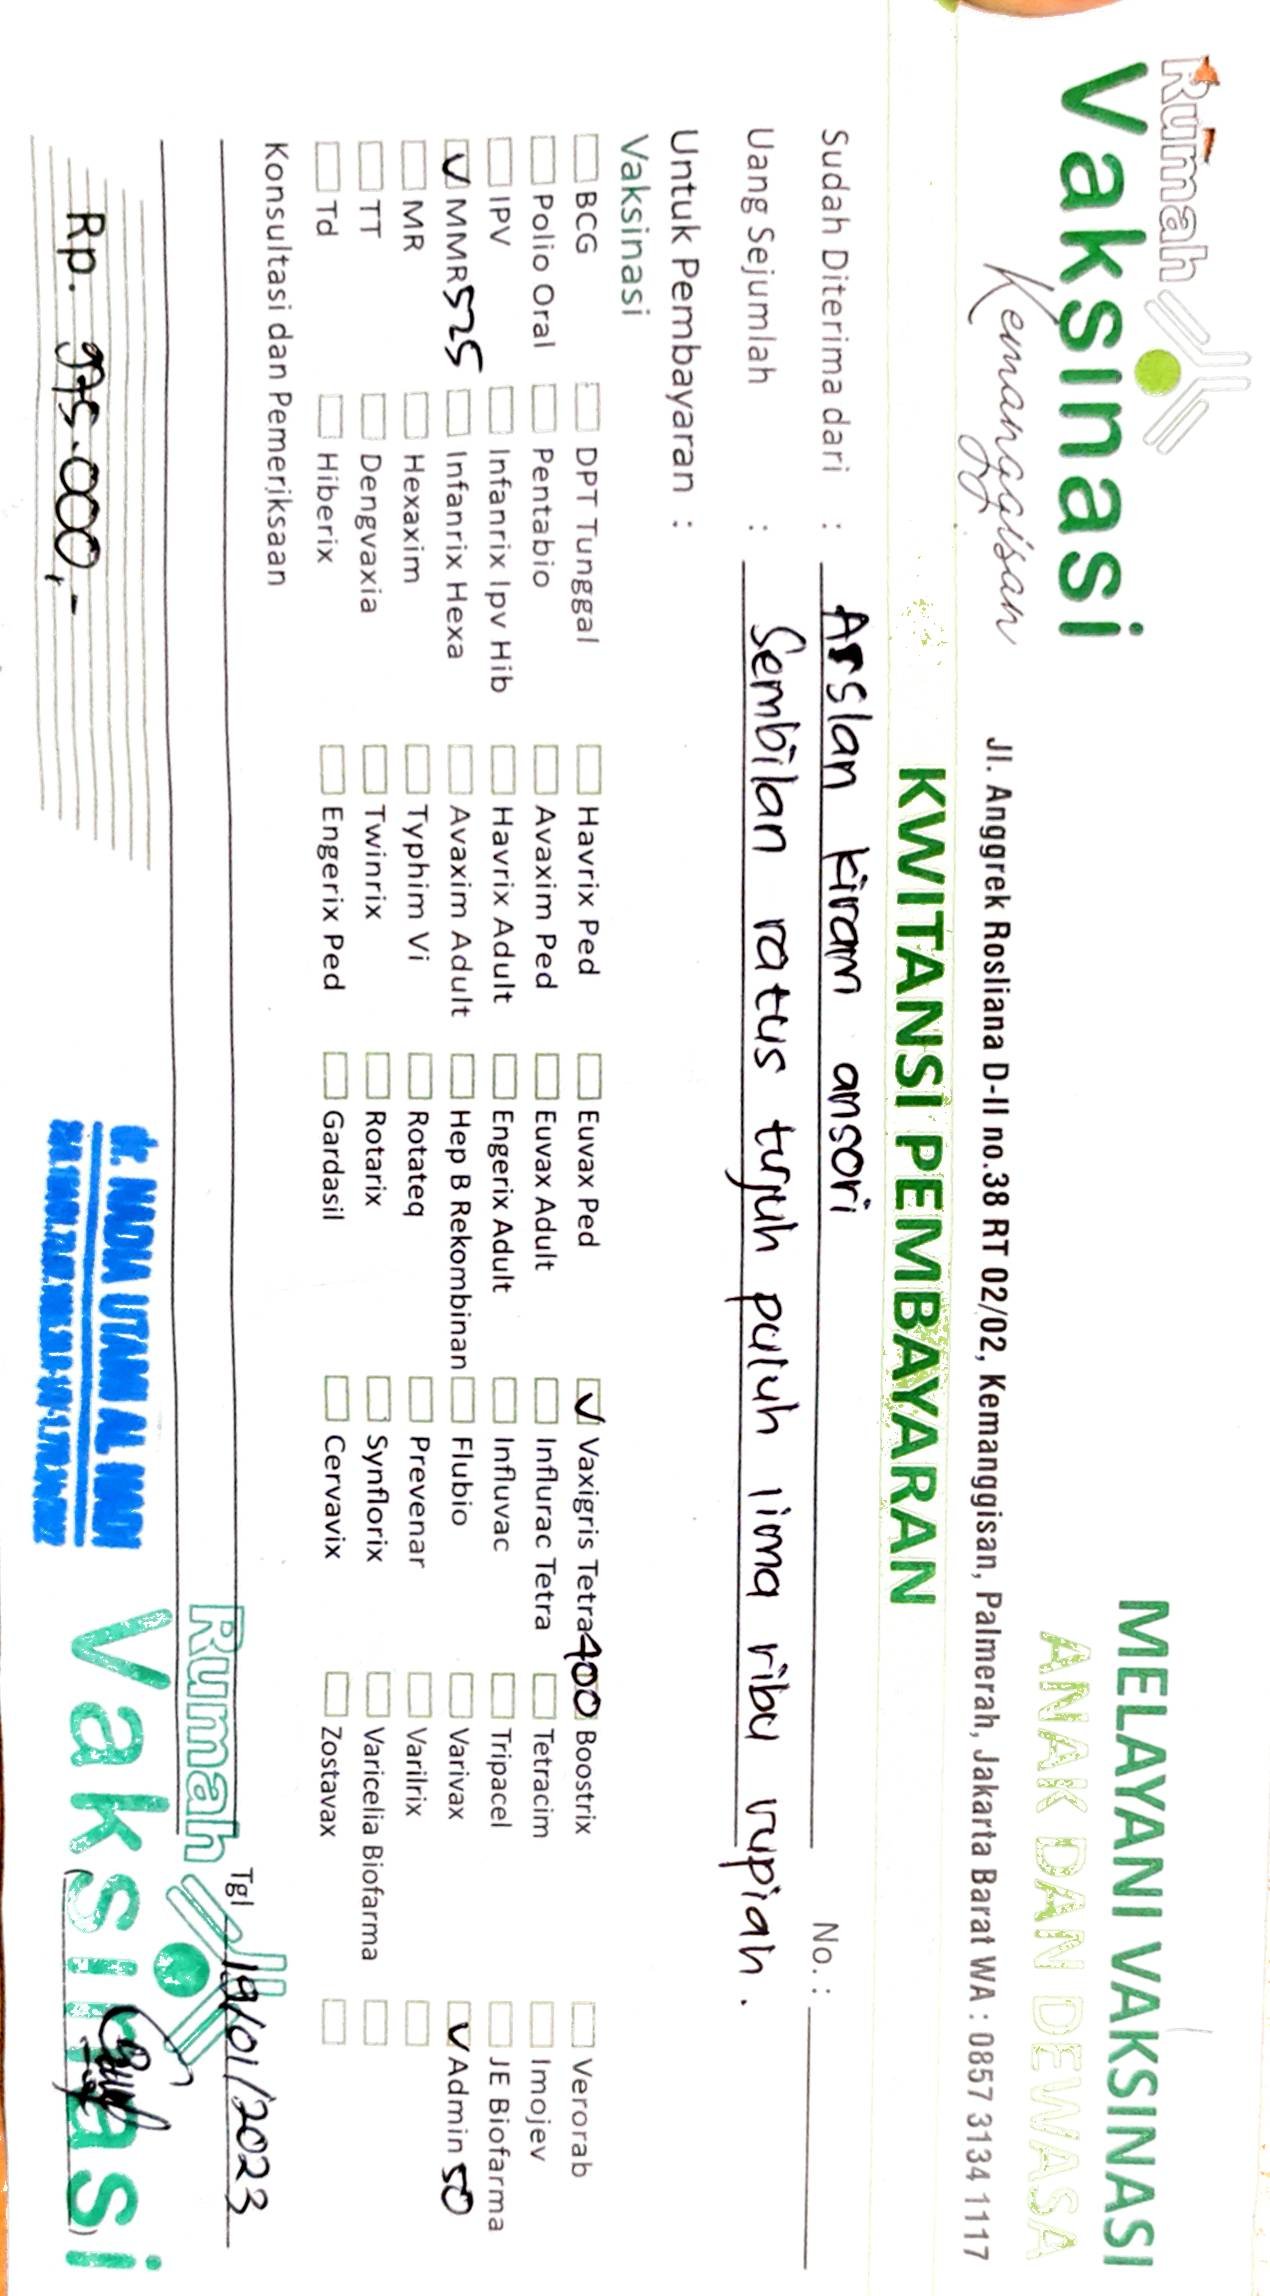 Rumah
Vaksinasi
Kemanggisan
MELAYANI VAKSINASI
ANAK DAN DEWASA
Jl. Anggrek Rosliana D-II no.38 RT 02/02, Kemanggisan, Palmerah, Jakarta Barat WA : 0857 3134 1117
KWITANSI PEMBAYARAN
Sudah Diterima dari : Arslan kiram ansori No. :
Uang Sejumlah : Sembilan ratus tujuh puluh lima ribu rupiah.
Untuk Pembayaran :
Vaksinasi
BCG DPT Tunggal Havrix Ped Euvax Ped V Vaxigris Tetra 400 Boostrix Verorab
Polio Oral Pentabio Avaxim Ped Euvax Adult Influrac Tetra Tetracim Imojev
IPV Infanrix Ipv Hib Havrix Adult Engerix Adult Influvac Tripacel JE Biofarma
V MMR 525 Infanrix Hexa Avaxim Adult Hep B Rekombinan Flubio Varivax V Admin 50
MR Hexaxim Typhim Vi Rotateq Prevenar Varilrix
TT Dengvaxia Twinrix Rotarix Synflorix Varicelia Biofarma
Td Hiberix Engerix Ped Gardasil Cervavix Zostavax
Konsultasi dan Pemeriksaan
Tgl 19/01/2023
Rumah
Vaksinasi
dr. NADIA UTAMI AL HADI
Rp. 975.000,-